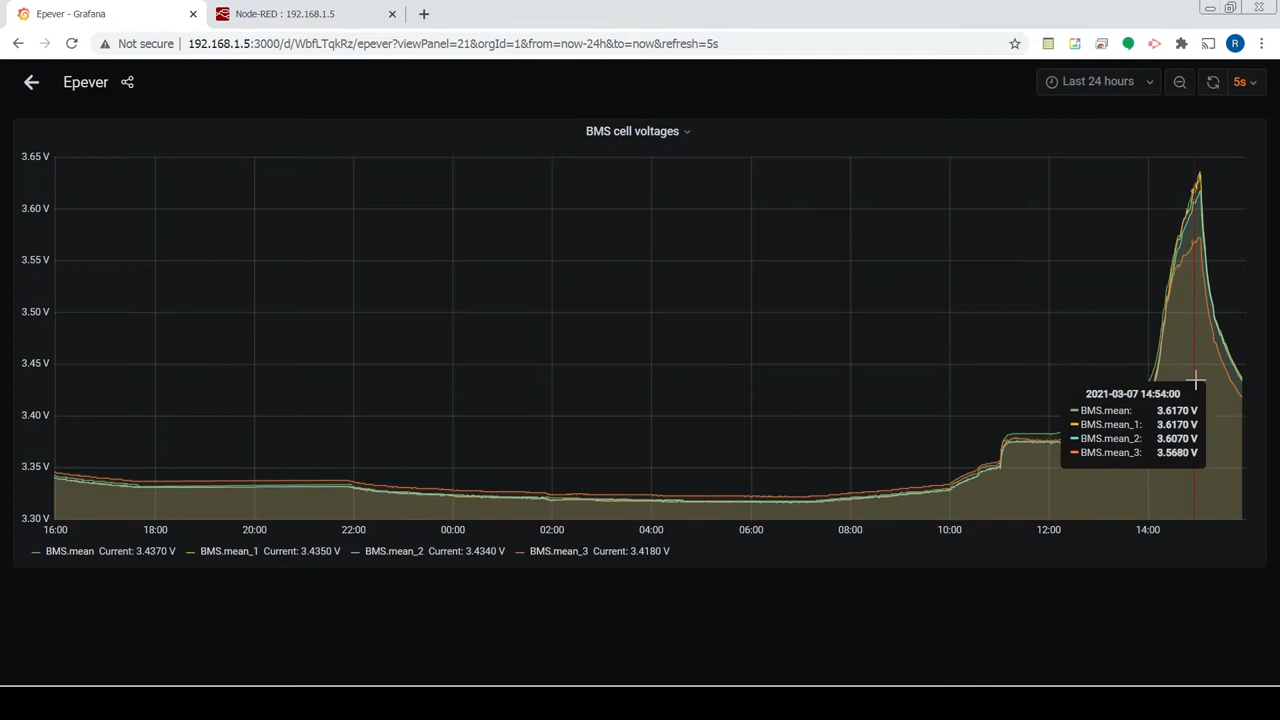 Epever - Grafana
Node-RED : 192.168.1.5
Not secure 192.168.1.5:3000/d/WbfLTqkRz/epever?viewPanel=21&orgId=1&from=now-24h&to=now&refresh=5s
R
Epever
Last 24 hours
5s
BMS cell voltages
3.65 V
3.60 V
3.55 V
3.50 V
3.45 V
3.40 V
3.35 V
3.30 V
2021-03-07 14:54:00
BMS.mean: 3.6170 V
BMS.mean_1: 3.6170 V
BMS.mean_2: 3.6070 V
BMS.mean_3: 3.5680 V
16:00 18:00 20:00 22:00 00:00 02:00 04:00 06:00 08:00 10:00 12:00 14:00
BMS.mean Current: 3.4370 V BMS.mean_1 Current: 3.4350 V BMS.mean_2 Current: 3.4340 V BMS.mean_3 Current: 3.4180 V